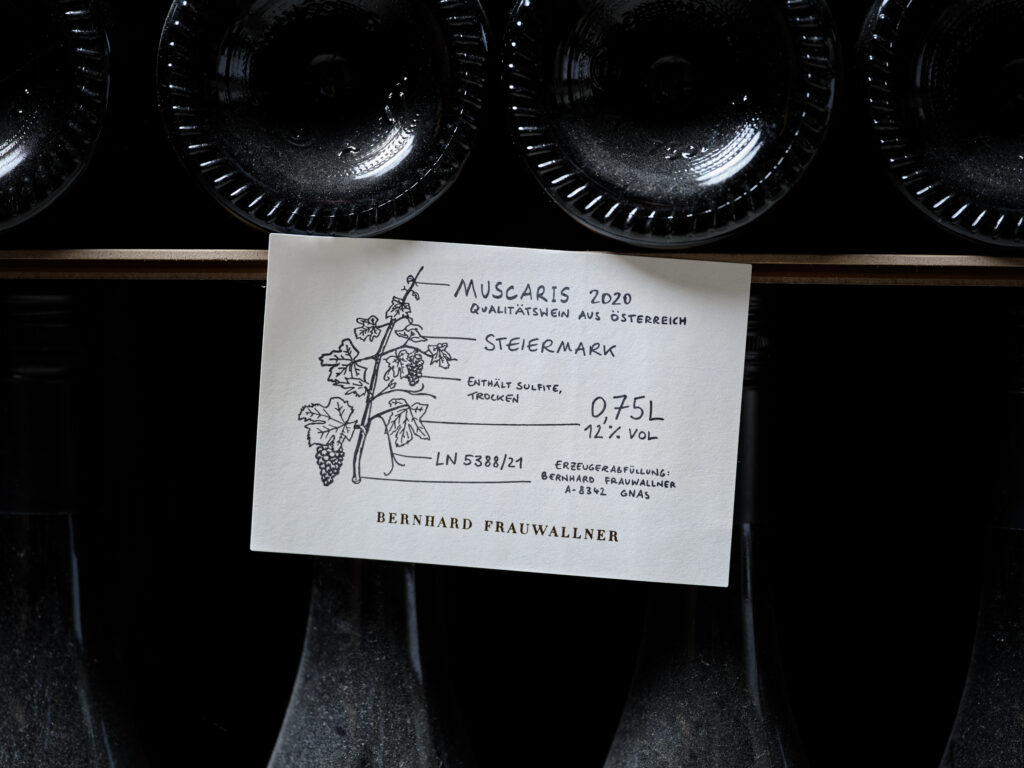 MUSCARIS 2020
QUALITÄTSWEIN AUS ÖSTERREICH
STEIERMARK
ENTHÄLT SULFITE,
TROCKEN
0,75L
12% VOL
LN 5388/21
ERZEUGERABFÜLLUNG:
BERNHARD FRAUWALLNER
A-8342 GNAS
BERNHARD FRAUWALLNER